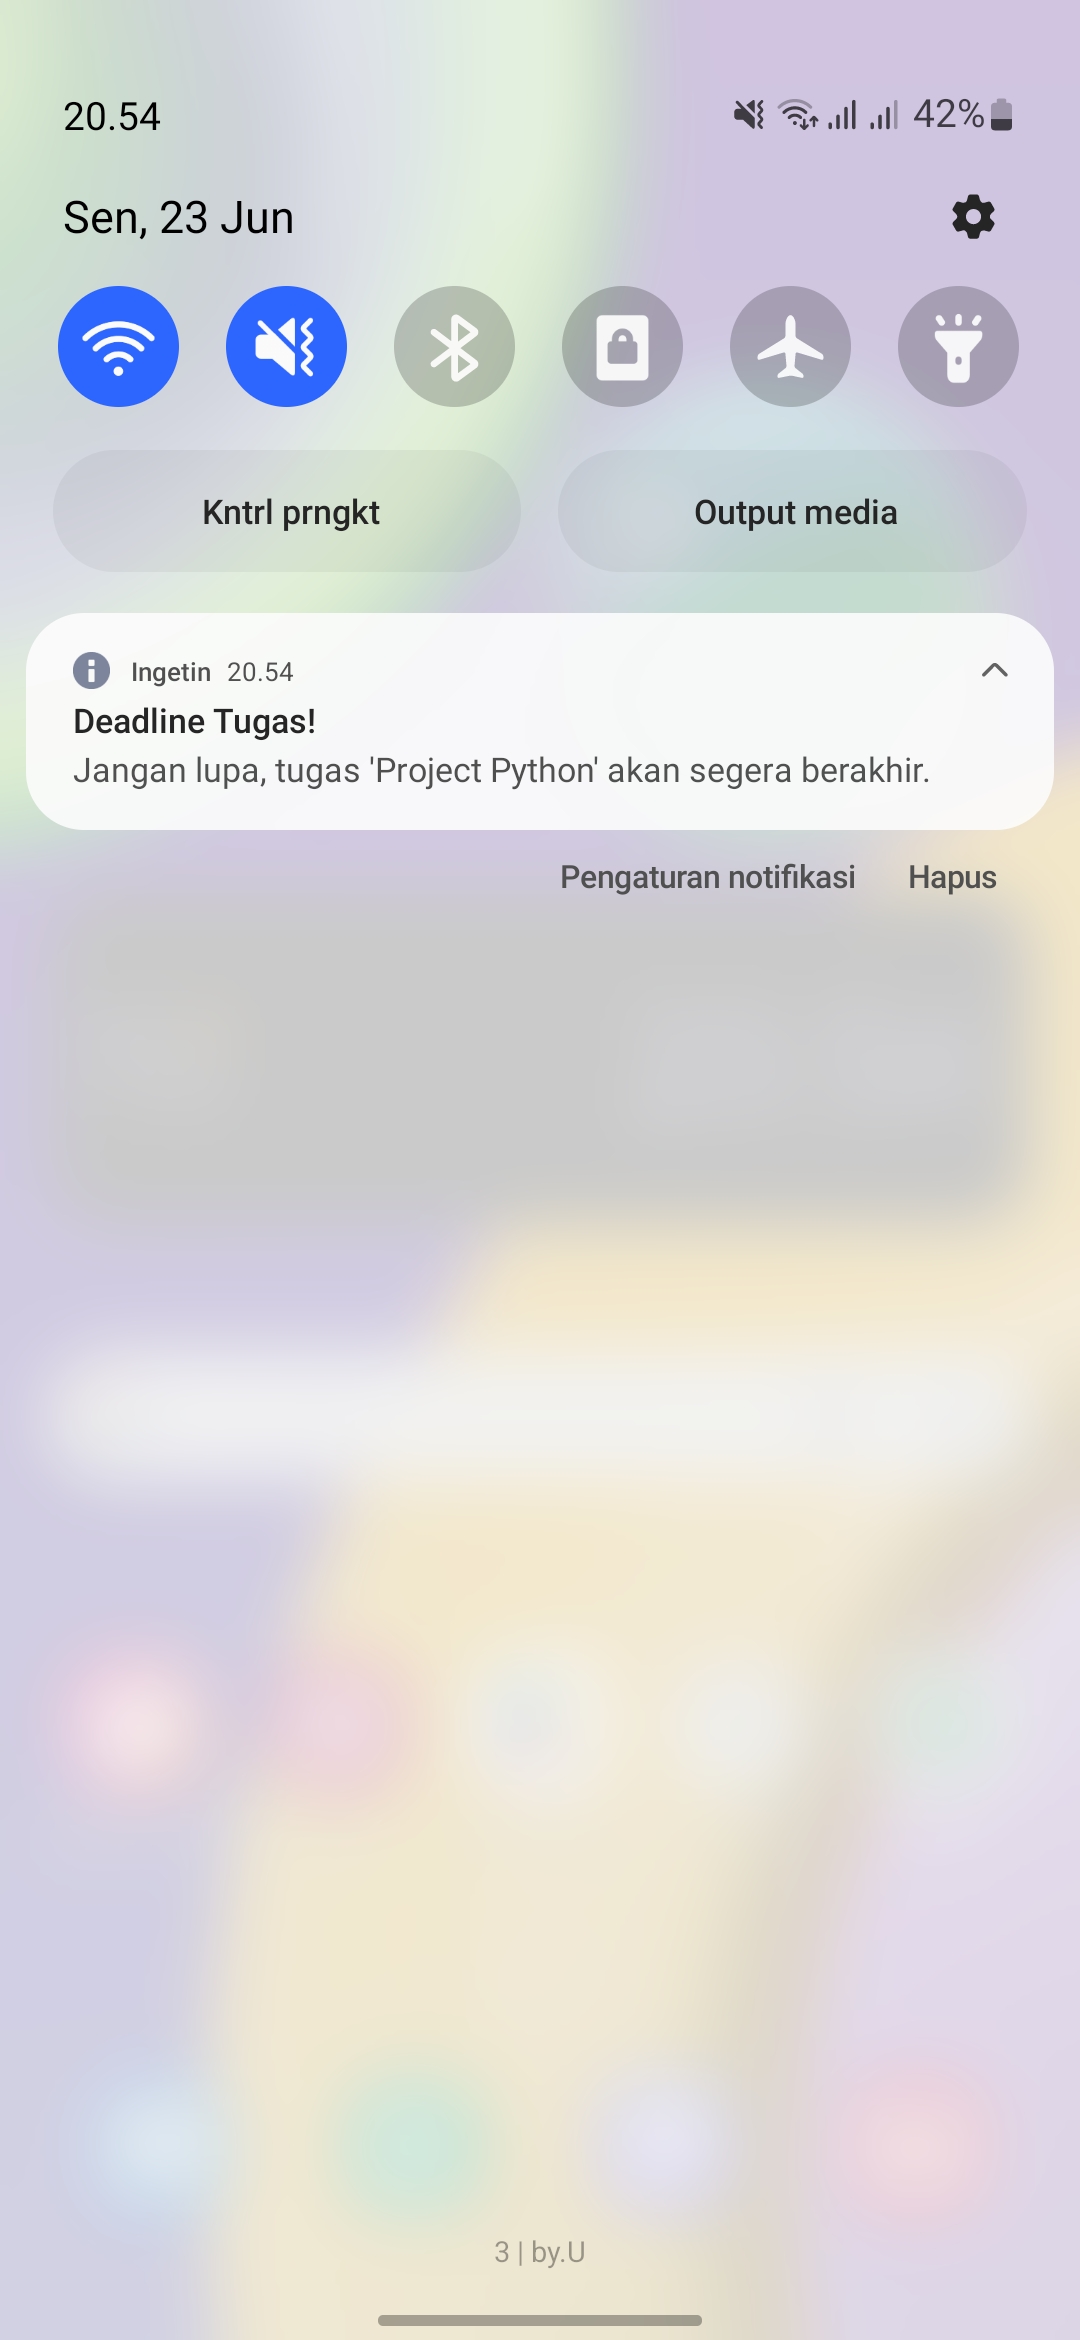 20.54 42%
Sen, 23 Jun
Kntrl prngkt Output media
Ingetin 20.54
Deadline Tugas!
Jangan lupa, tugas 'Project Python' akan segera berakhir.
Pengaturan notifikasi Hapus
3 | by.U